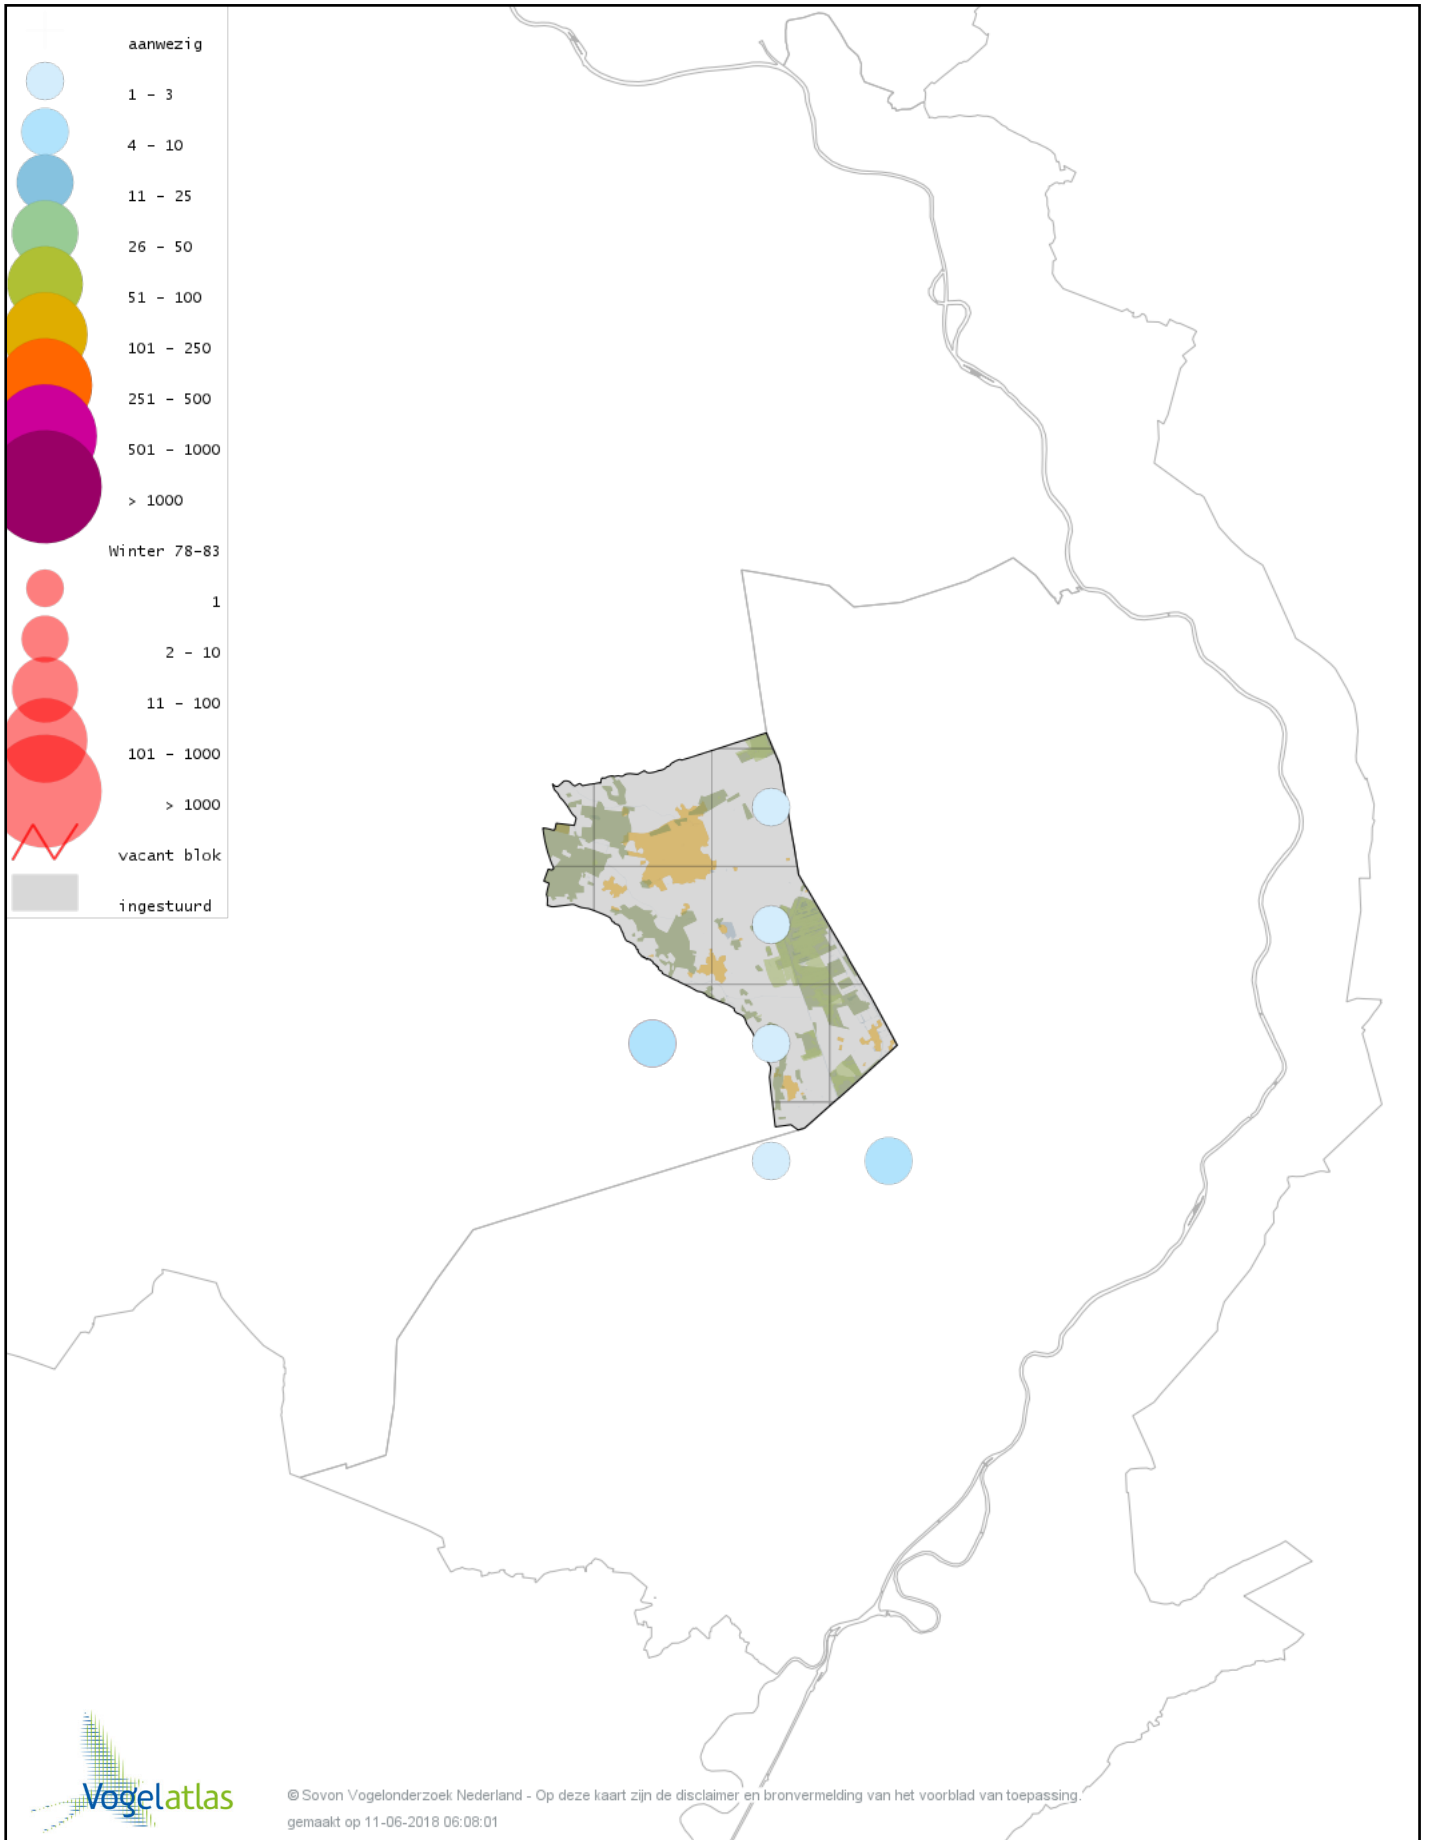 aanwezig
1 - 3
4 - 10
11 - 25
26 - 50
51 - 100
101 - 250
251 - 500
501 - 1000
> 1000
Winter 78-83
1
2 - 10
11 - 100
101 - 1000
> 1000
vacant blok
ingestuurd
Vogelatlas
© Sovon Vogelonderzoek Nederland - Op deze kaart zijn de disclaimer en bronvermelding van het voorblad van toepassing.
gemaakt op 11-06-2018 06:08:01